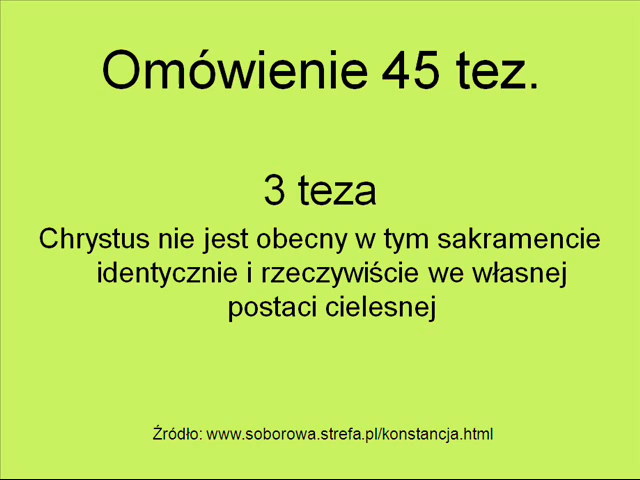 Omówienie 45 tez.
3 teza
Chrystus nie jest obecny w tym sakramencie
identycznie i rzeczywiście we własnej
postaci cielesnej
Źródło: www.soborowa.strefa.pl/konstancja.html